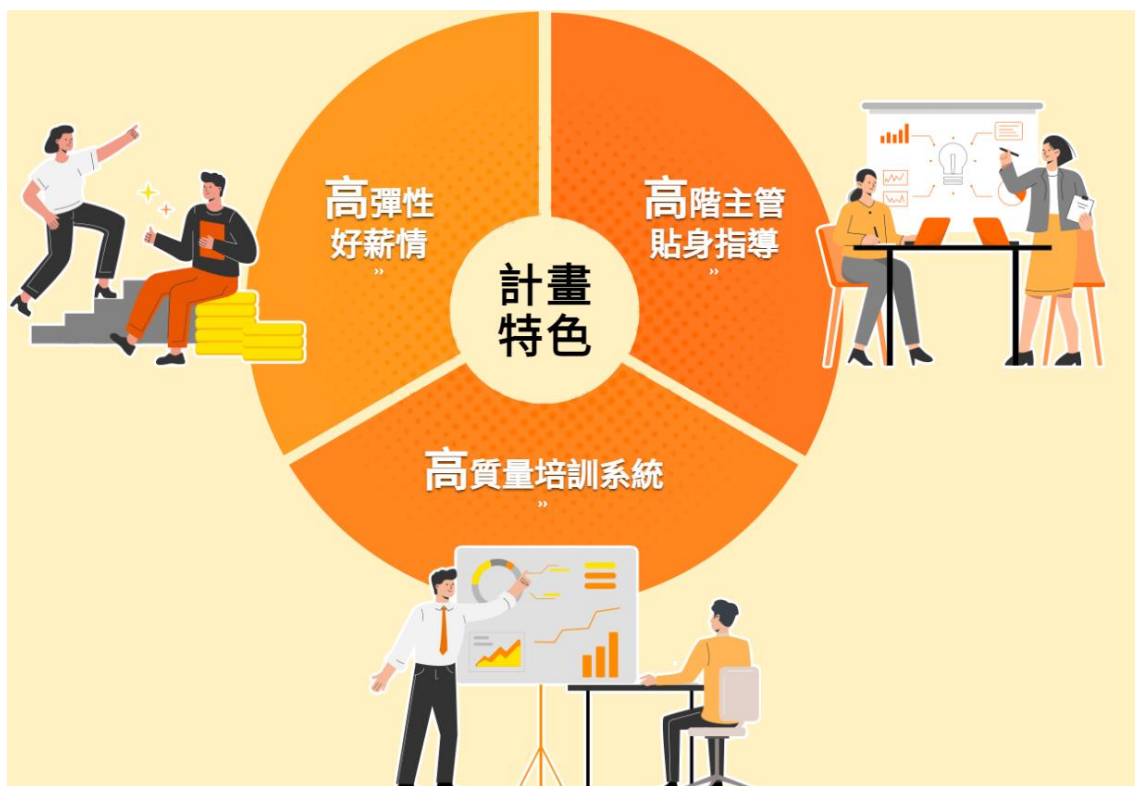 高彈性
好薪情
高階主管
貼身指導
計畫
特色
高質量培訓系統